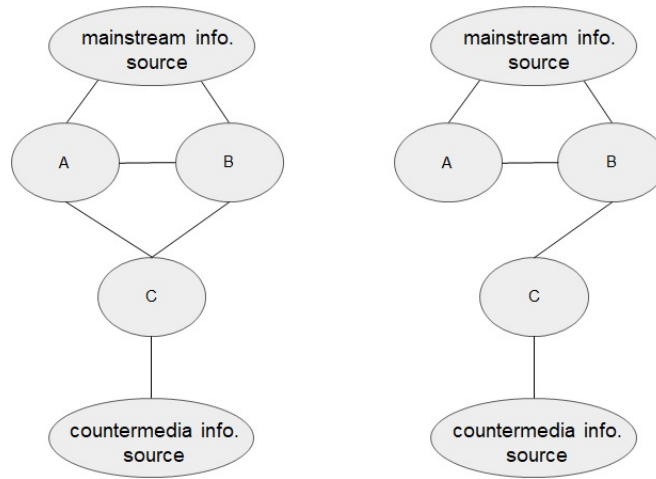 mainstream info.
source
A
B
C
countermedia info.
source
mainstream info.
source
A
B
C
countermedia info.
source